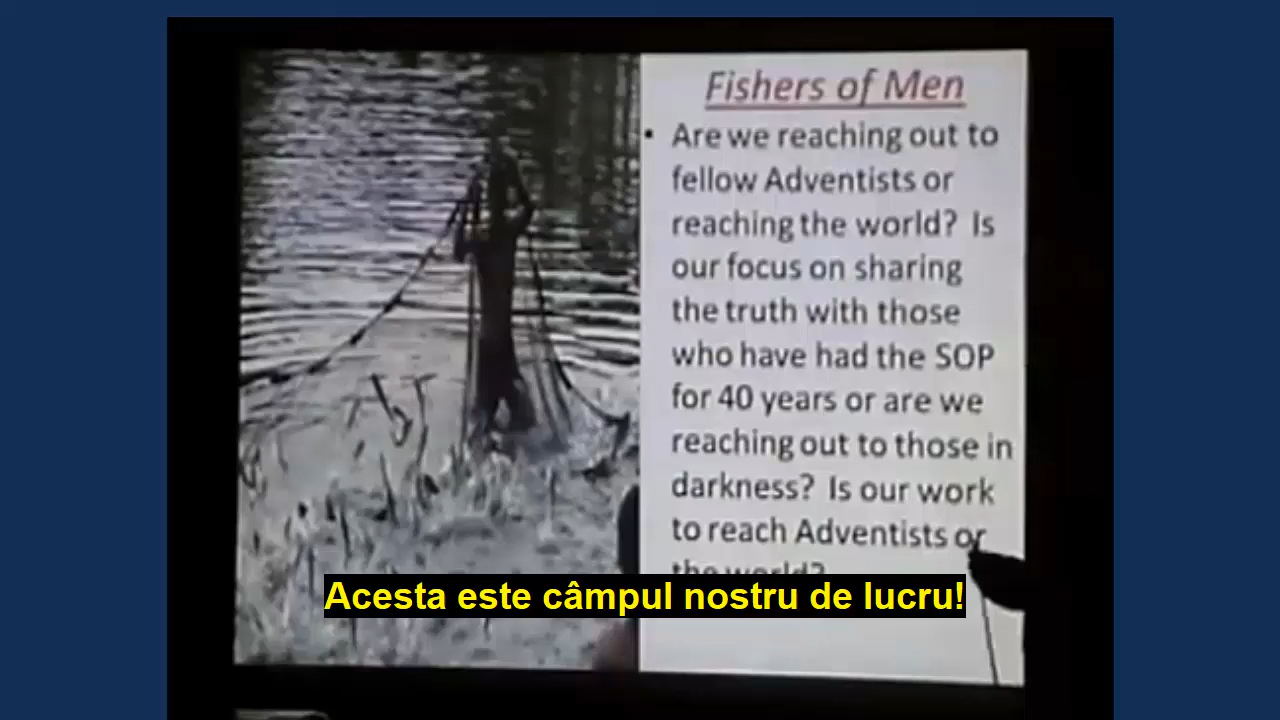 Fishers of Men
• Are we reaching out to
fellow Adventists or
reaching the world? Is
our focus on sharing
the truth with those
who have had the SOP
for 40 years or are we
reaching out to those in
darkness? Is our work
to reach Adventists or
the world?
Acesta este câmpul nostru de lucru!